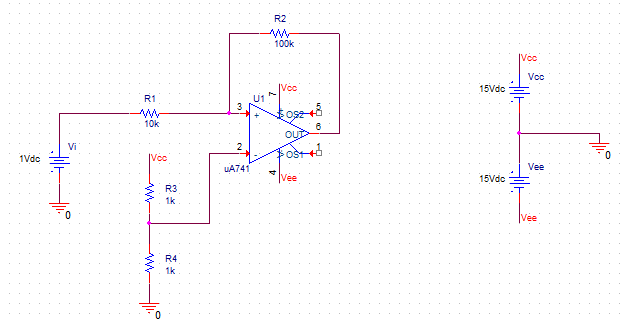 R2
100k
Vcc
Vcc
Vcc
15Vdc
R1
10k
U1
7
3
+
OS2
5
OUT
6
2
-
OS1
1
uA741
4
Vee
Vi
1Vdc
0
Vcc
R3
1k
R4
1k
0
0
Vee
15Vdc
Vee